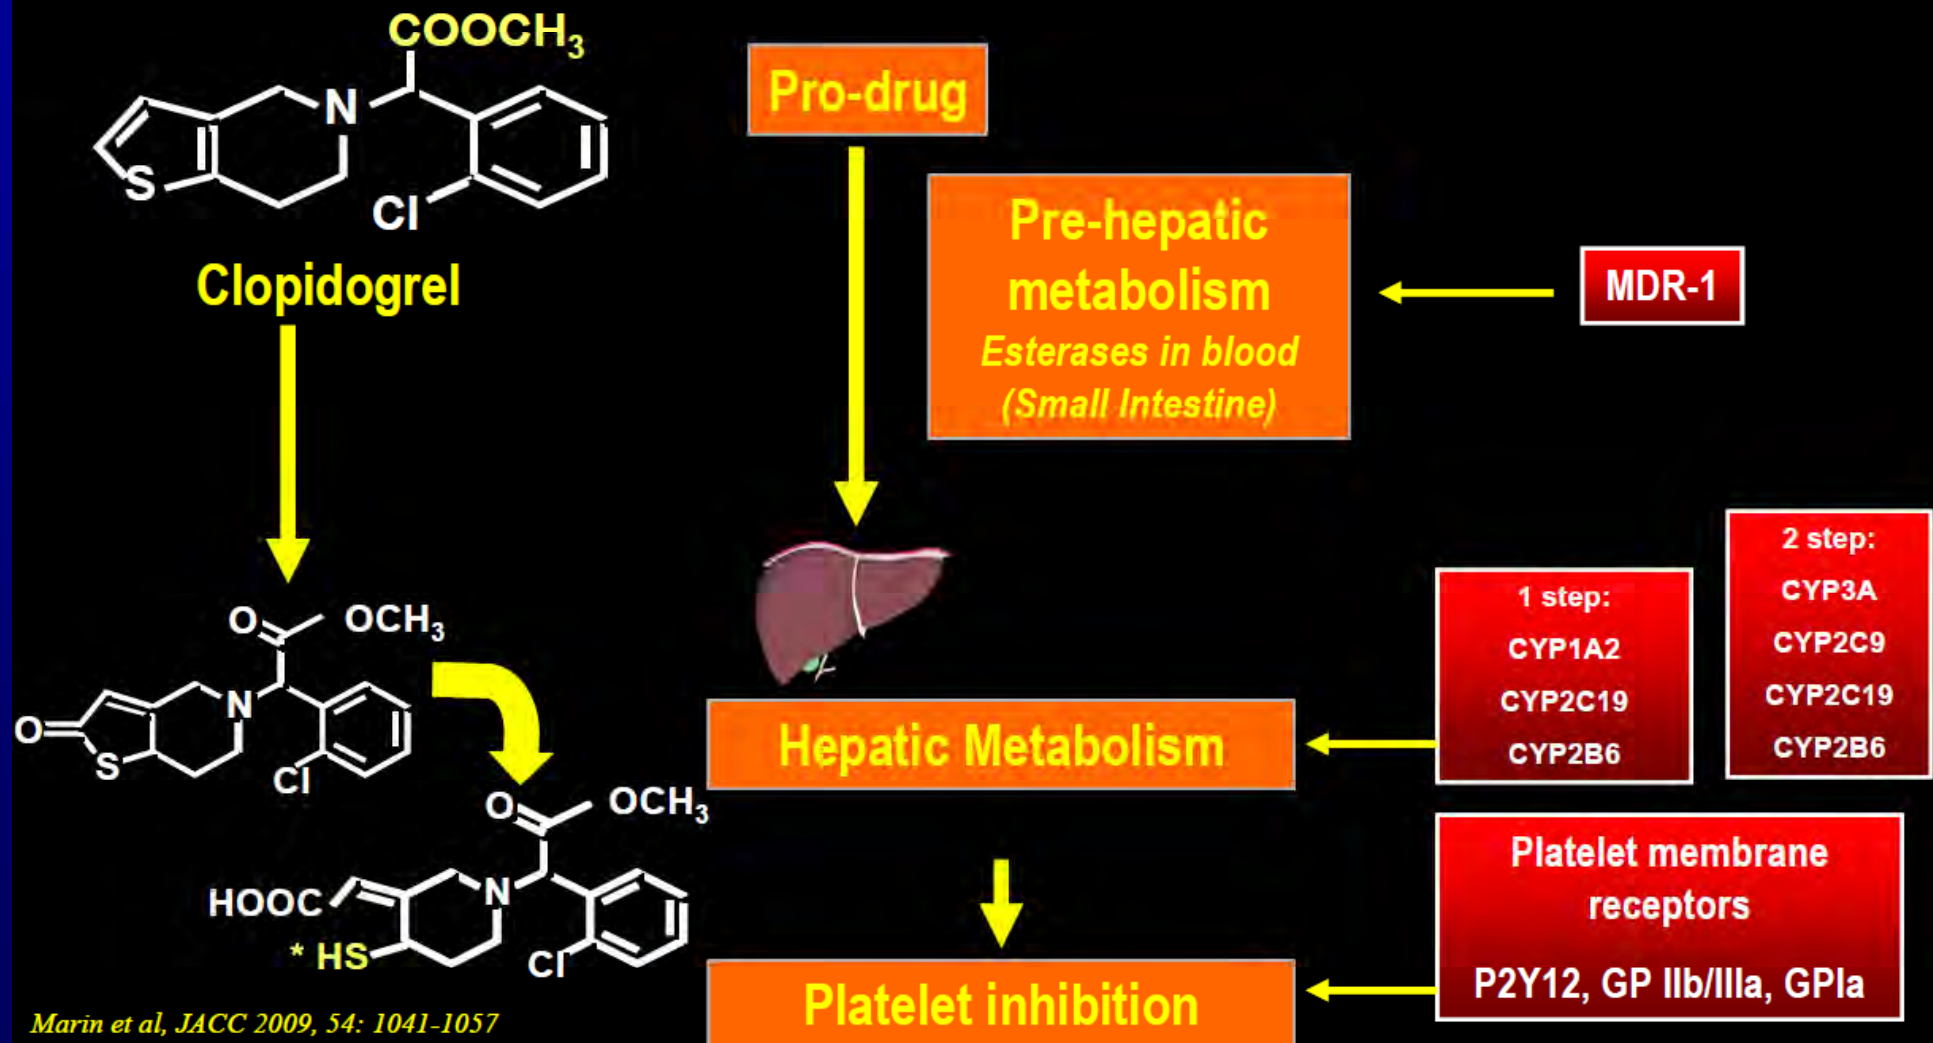 COOCH3
N
S
Cl
Clopidogrel
Pro-drug
Pre-hepatic
metabolism
Esterases in blood
(Small Intestine)
MDR-1
O
OCH3
N
O
S
Cl
O
OCH3
HOOC
N
* HS
Cl
Hepatic Metabolism
1 step:
CYP1A2
CYP2C19
CYP2B6
2 step:
CYP3A
CYP2C9
CYP2C19
CYP2B6
Platelet inhibition
Platelet membrane
receptors
P2Y12, GP IIb/IIIa, GPIa
Marin et al, JACC 2009, 54: 1041-1057